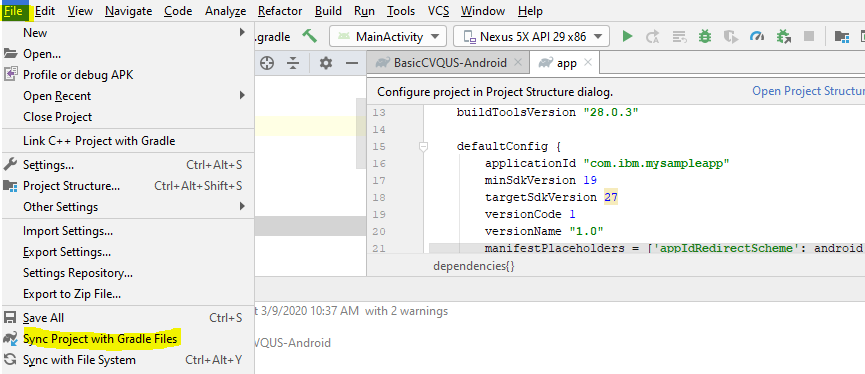 File Edit View Navigate Code Analyze Refactor Build Run Tools VCS Window Help
.gradle MainActivity Nexus 5X API 29 x86
New
Open...
Profile or debug APK
Open Recent
Close Project
Link C++ Project with Gradle
Settings... Ctrl+Alt+S
Project Structure... Ctrl+Alt+Shift+S
Other Settings
Import Settings...
Export Settings...
Settings Repository...
Export to Zip File...
Save All Ctrl+S
Sync Project with Gradle Files
Sync with File System Ctrl+Alt+Y
BasicCVQUS-Android app
Configure project in Project Structure dialog. Open Project Structur
13 buildToolsVersion "28.0.3"
14
15 defaultConfig {
16 applicationId "com.ibm.mysampleapp"
17 minSdkVersion 19
18 targetSdkVersion 27
19 versionCode 1
20 versionName "1.0"
21 manifestPlaceholders = ['appIdRedirectScheme': android
dependencies{}
t 3/9/2020 10:37 AM with 2 warnings
VQUS-Android